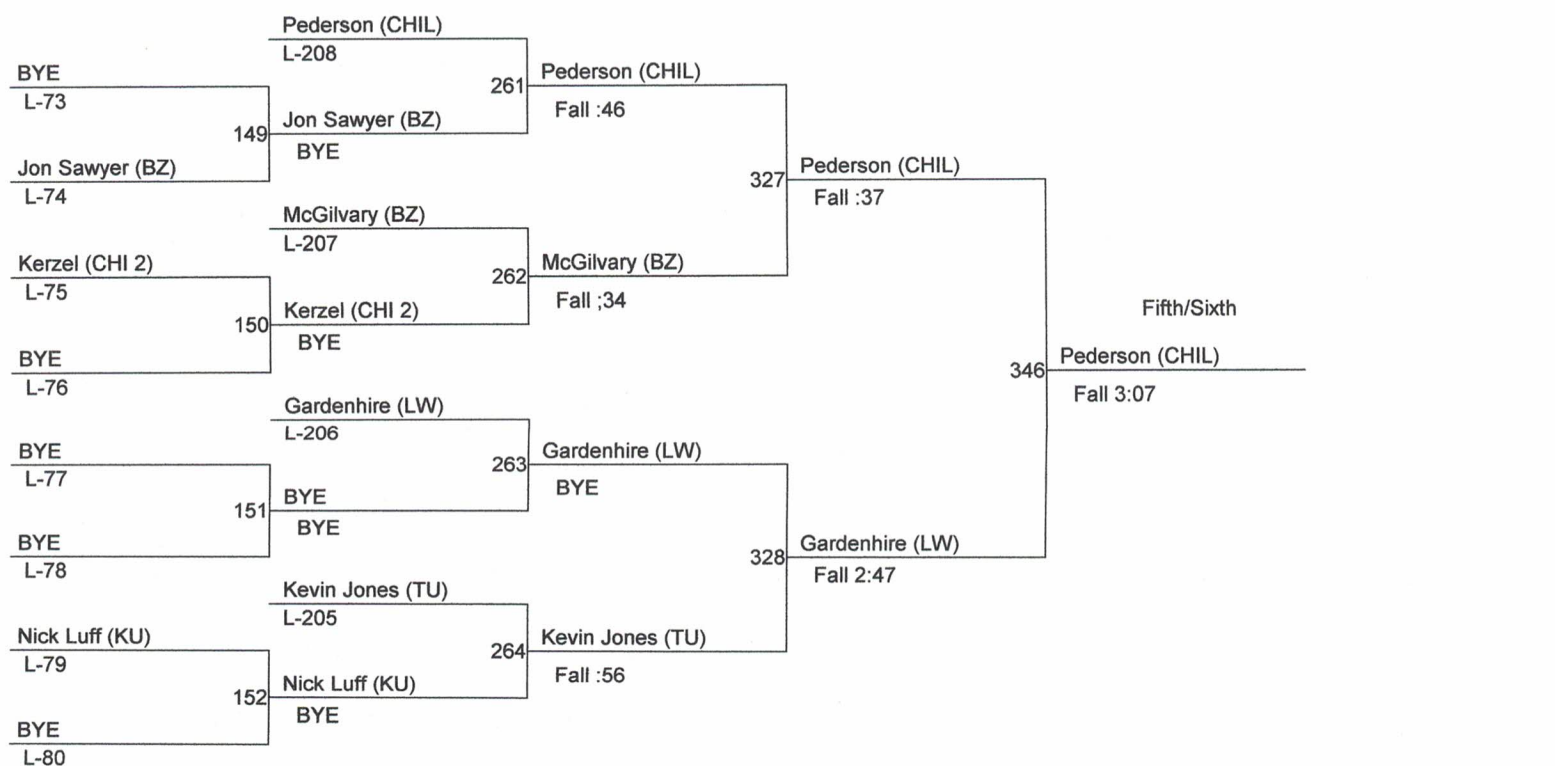 Pederson (CHIL)
L-208
BYE
L-73
261
Pederson (CHIL)
Fall :46
149
Jon Sawyer (BZ)
BYE
Jon Sawyer (BZ)
L-74
327
Pederson (CHIL)
Fall :37
McGilvary (BZ)
L-207
Kerzel (CHI 2)
L-75
262
McGilvary (BZ)
Fall ;34
150
Kerzel (CHI 2)
BYE
BYE
L-76
Fifth/Sixth
346
Pederson (CHIL)
Fall 3:07
Gardenhire (LW)
L-206
BYE
L-77
263
Gardenhire (LW)
BYE
151
BYE
BYE
BYE
L-78
328
Gardenhire (LW)
Fall 2:47
Kevin Jones (TU)
L-205
Nick Luff (KU)
L-79
264
Kevin Jones (TU)
Fall :56
152
Nick Luff (KU)
BYE
BYE
L-80